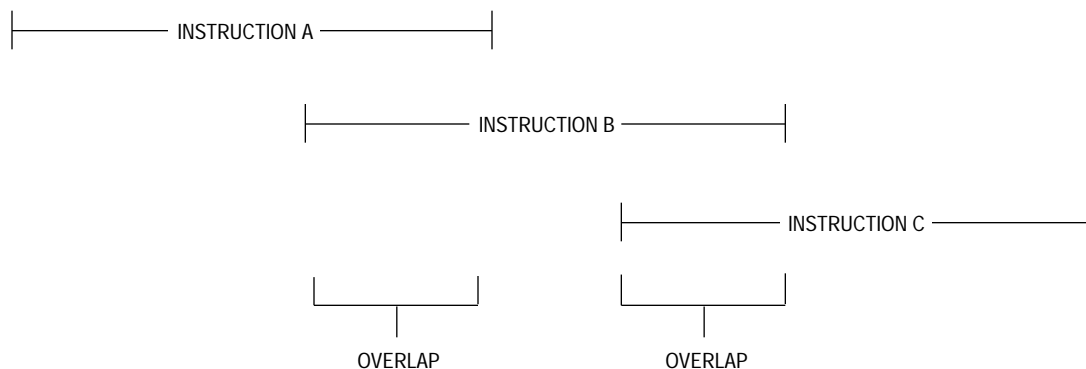 INSTRUCTION A
INSTRUCTION B
INSTRUCTION C
OVERLAP
OVERLAP